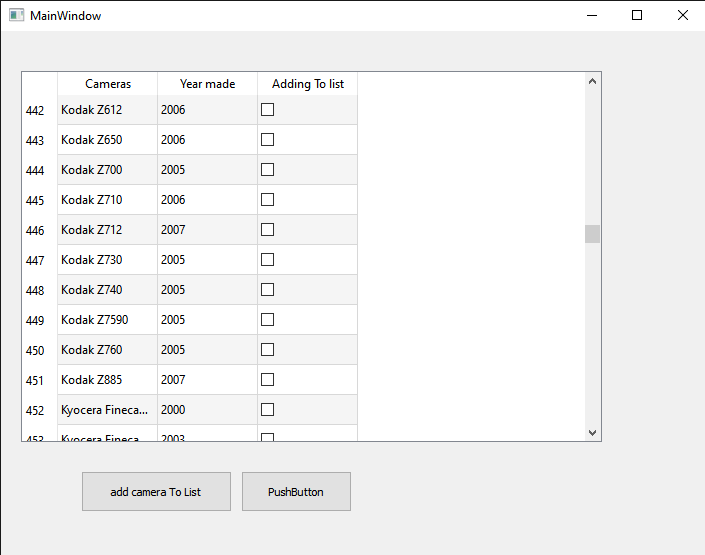 MainWindow
Cameras Year made Adding To list
442 Kodak Z612 2006
443 Kodak Z650 2006
444 Kodak Z700 2005
445 Kodak Z710 2006
446 Kodak Z712 2007
447 Kodak Z730 2005
448 Kodak Z740 2005
449 Kodak Z7590 2005
450 Kodak Z760 2005
451 Kodak Z885 2007
452 Kyocera Fineca... 2000
453 Kyocera Fineca 2003
add camera To List PushButton